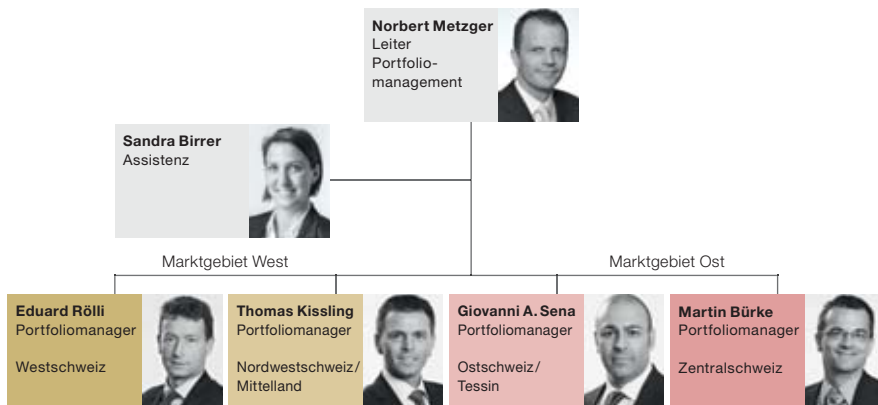 Norbert Metzger
Leiter
Portfolio-
management
Sandra Birrer
Assistenz
Marktgebiet West
Marktgebiet Ost
Eduard Rölli
Portfoliomanager
Westschweiz
Thomas Kissling
Portfoliomanager
Nordwestschweiz/
Mittelland
Giovanni A. Sena
Portfoliomanager
Ostschweiz/
Tessin
Martin Bürke
Portfoliomanager
Zentralschweiz